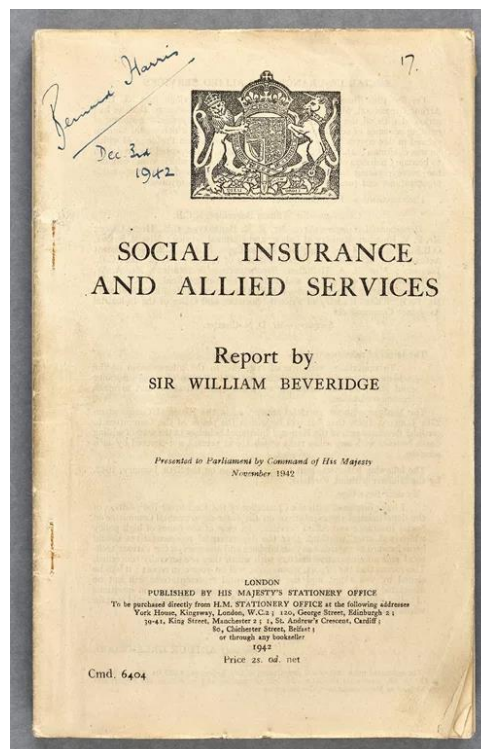 Bernard Harris
Dec 3rd
1942
17.
SOCIAL INSURANCE
AND ALLIED SERVICES
Report by
SIR WILLIAM BEVERIDGE
Presented to Parliament by Command of His Majesty
November 1942
LONDON
PUBLISHED BY HIS MAJESTY'S STATIONERY OFFICE
To be purchased directly from H.M. STATIONERY OFFICE at the following addresses
York House, Kingsway, London, W.C.2 ; 120, George Street, Edinburgh 2 ;
39-41, King Street, Manchester 2 ; 1, St. Andrew's Crescent, Cardiff ;
80, Chichester Street, Belfast ;
or through any bookseller
1942
Price 2s. 0d. net
Cmd. 6404